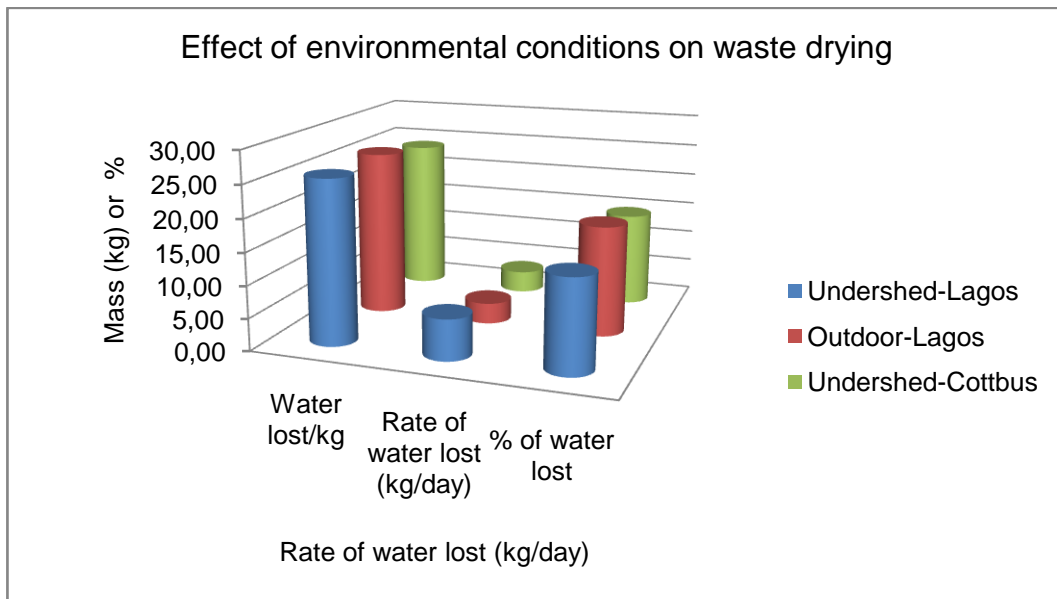 Effect of environmental conditions on waste drying
Mass (kg) or %
30,00
25,00
20,00
15,00
10,00
5,00
0,00
Water
lost/kg
Rate of
water lost
(kg/day)
% of water
lost
Rate of water lost (kg/day)
Undershed-Lagos
Outdoor-Lagos
Undershed-Cottbus